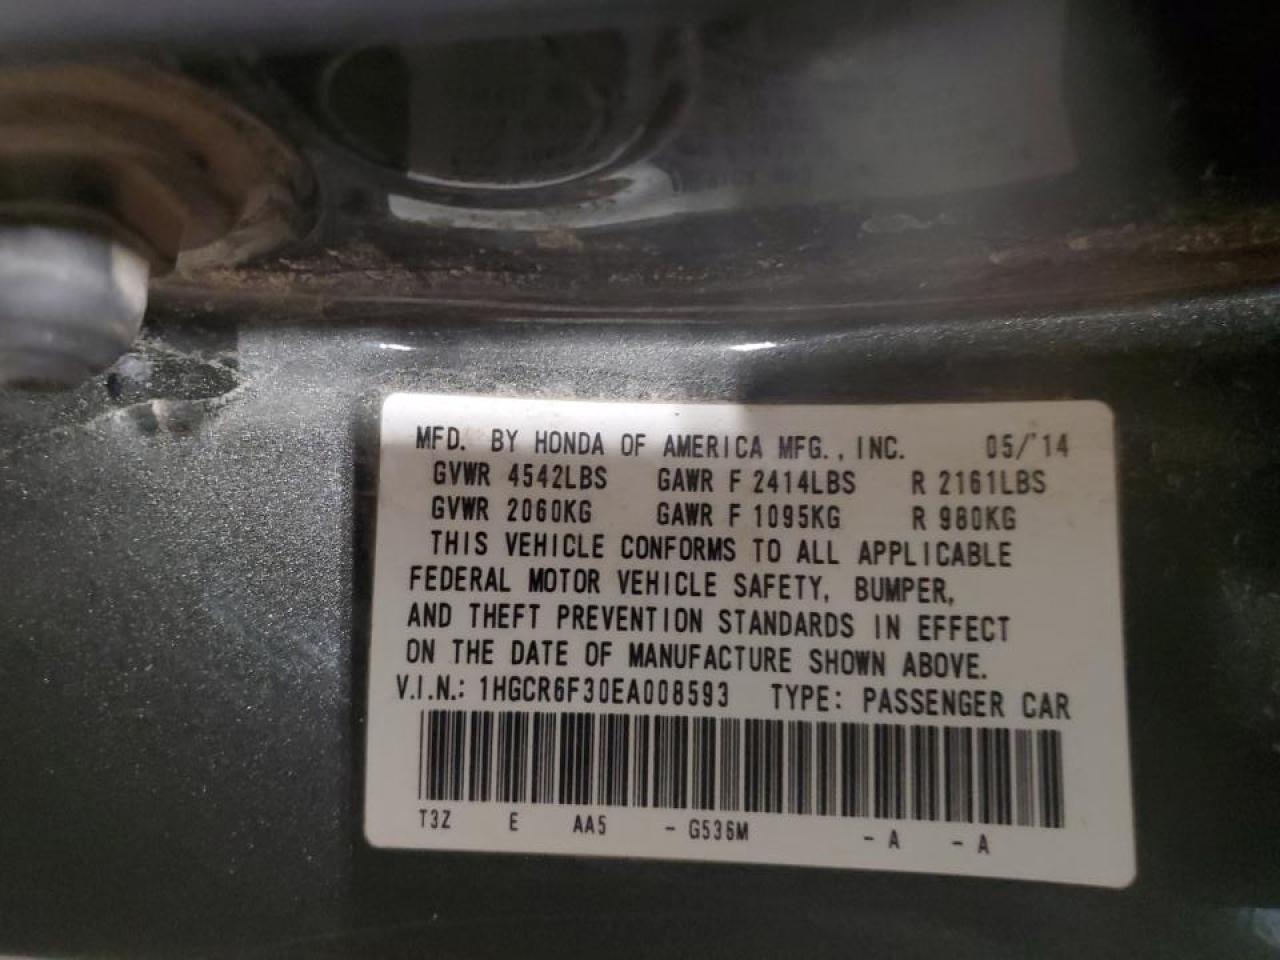 MFD. BY HONDA OF AMERICA MFG., INC. 05/'14
GVWR 4542LBS GAWR F 2414LBS R 2161LBS
GVWR 2060KG GAWR F 1095KG R 980KG
THIS VEHICLE CONFORMS TO ALL APPLICABLE
FEDERAL MOTOR VEHICLE SAFETY, BUMPER,
AND THEFT PREVENTION STANDARDS IN EFFECT
ON THE DATE OF MANUFACTURE SHOWN ABOVE.
V.I.N.: 1HGCR6F30EA008593 TYPE: PASSENGER CAR
T3Z E AA5 - G536M - A - A